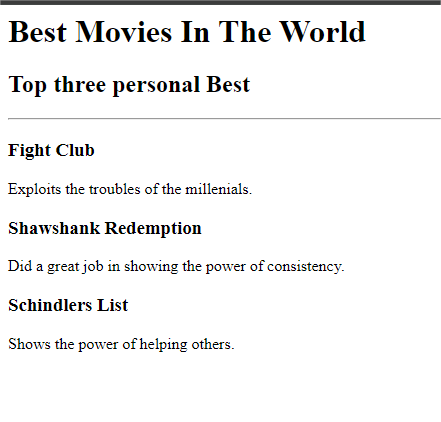 Best Movies In The World
Top three personal Best
Fight Club
Exploits the troubles of the millenials.
Shawshank Redemption
Did a great job in showing the power of consistency.
Schindlers List
Shows the power of helping others.